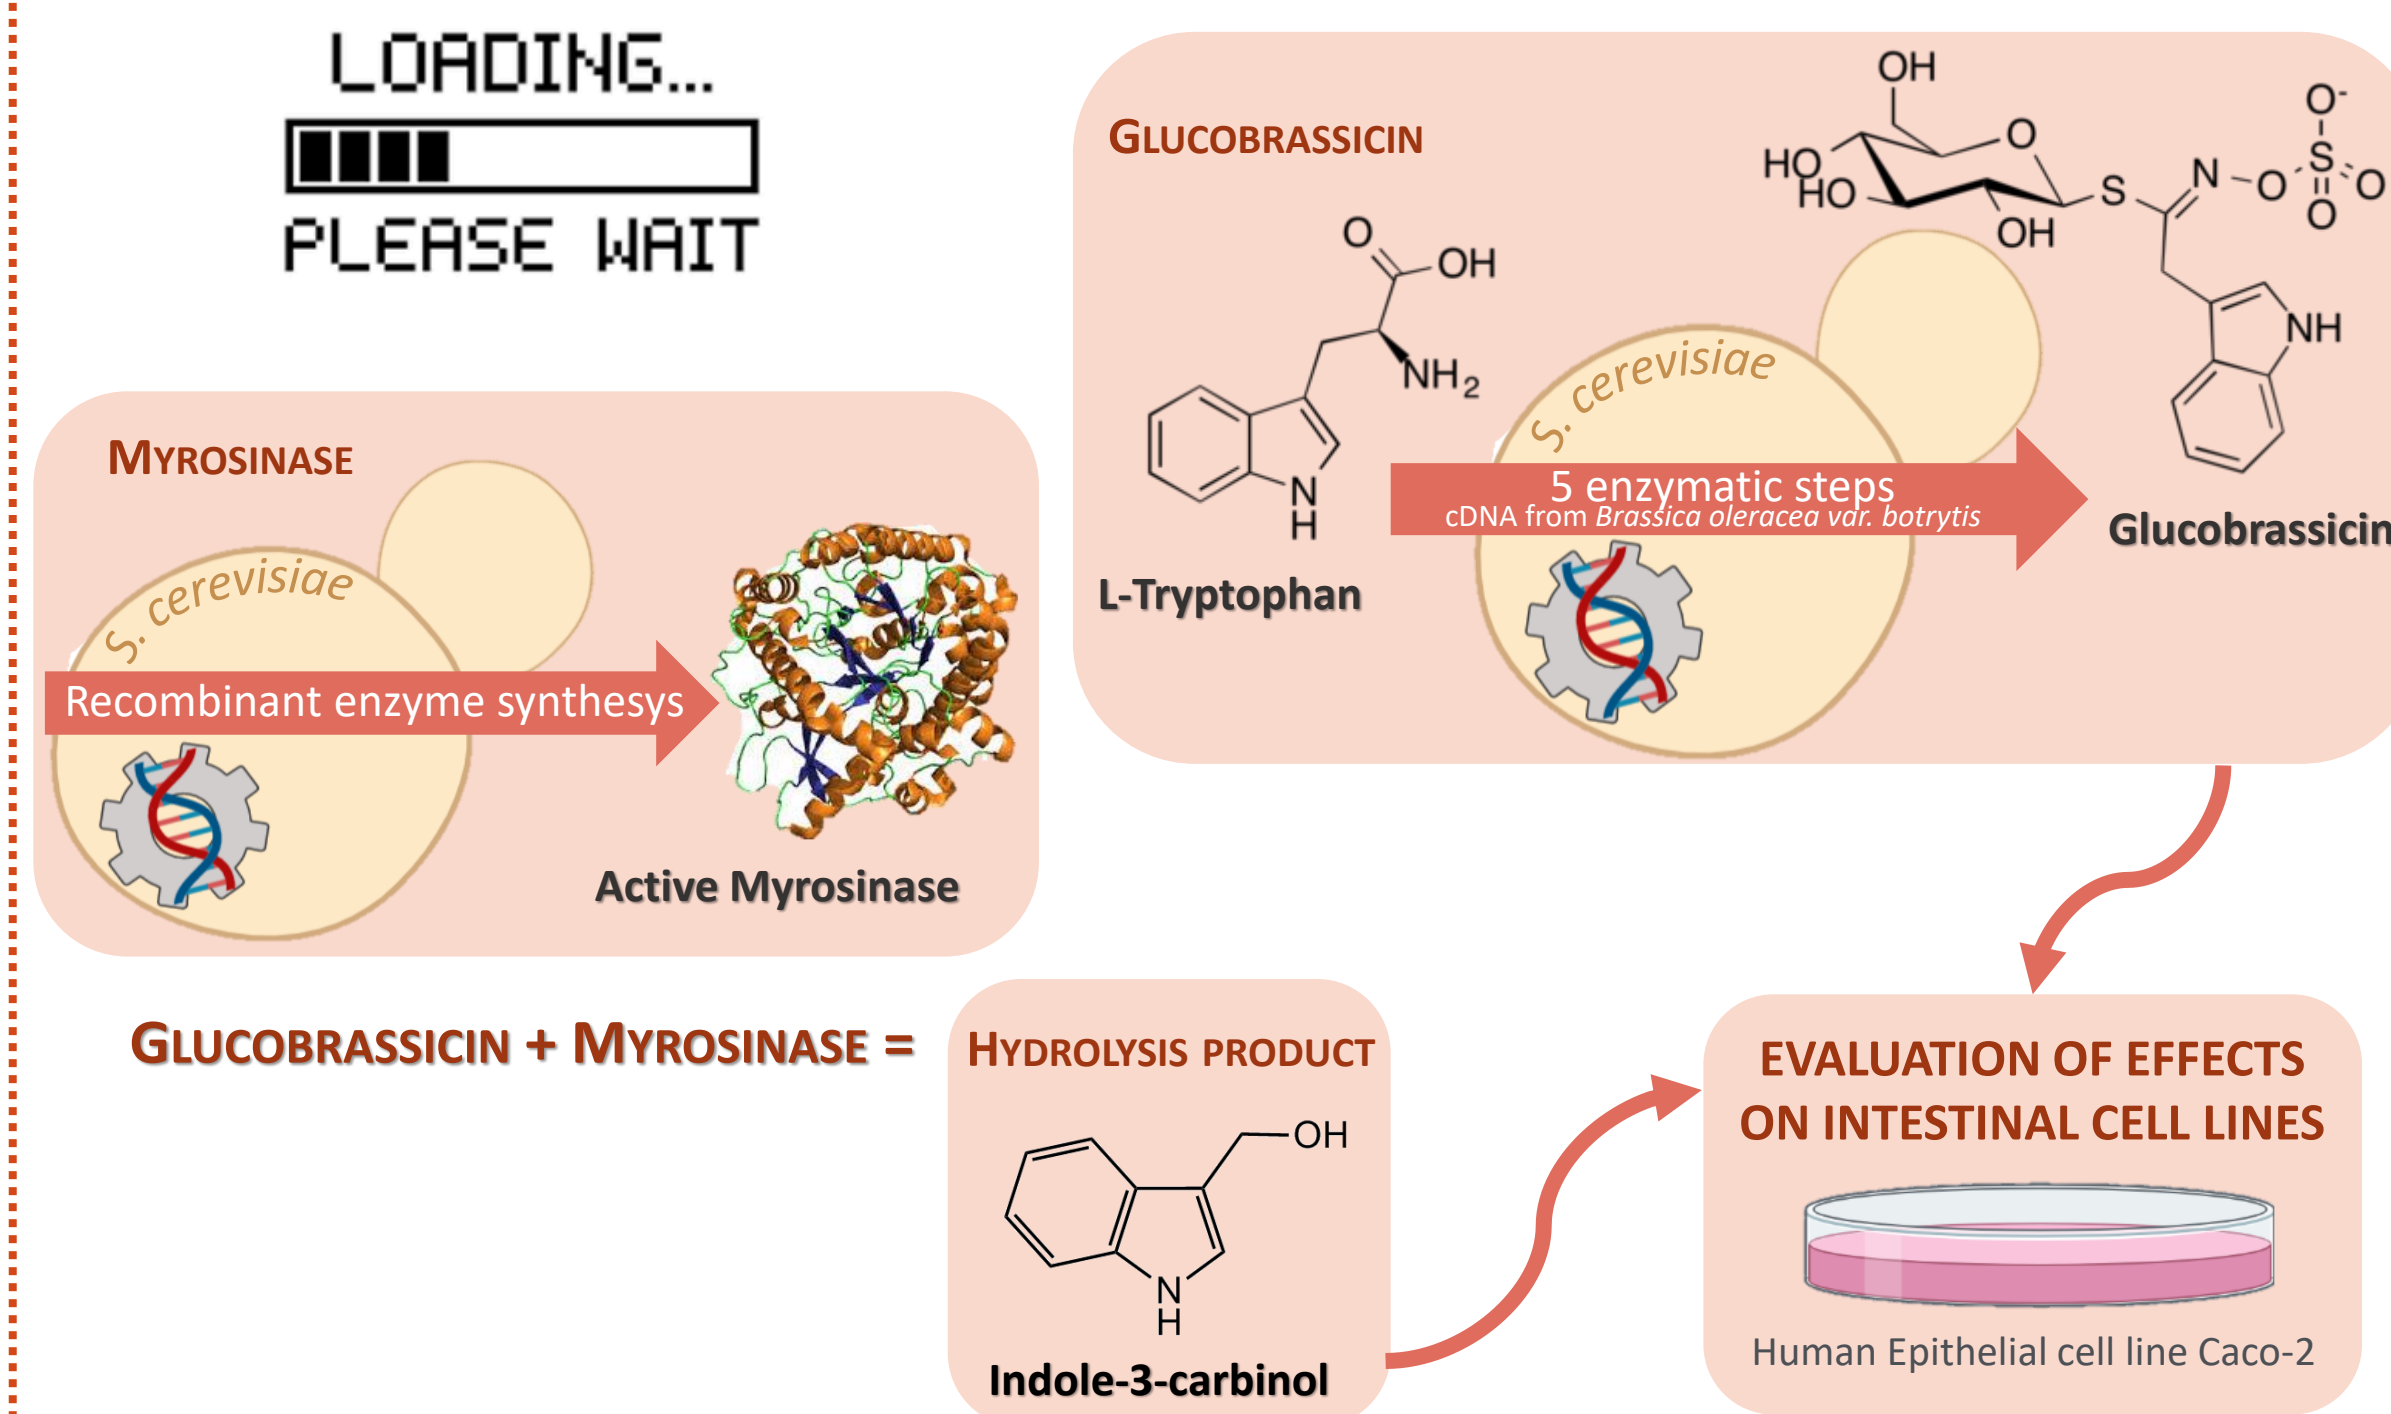 LOADING...
PLEASE WAIT
GLUCOBRASSICIN
OH
HO
HO
OH
O
S
N
O
O-
S
O
O
NH
O
OH
NH2
N
H
L-Tryptophan
S. cerevisiae
5 enzymatic steps
cDNA from Brassica oleracea var. botrytis
Glucobrassicin
MYROSINASE
S. cerevisiae
Recombinant enzyme synthesys
Active Myrosinase
GLUCOBRASSICIN + MYROSINASE =
HYDROLYSIS PRODUCT
OH
N
H
Indole-3-carbinol
EVALUATION OF EFFECTS
ON INTESTINAL CELL LINES
Human Epithelial cell line Caco-2